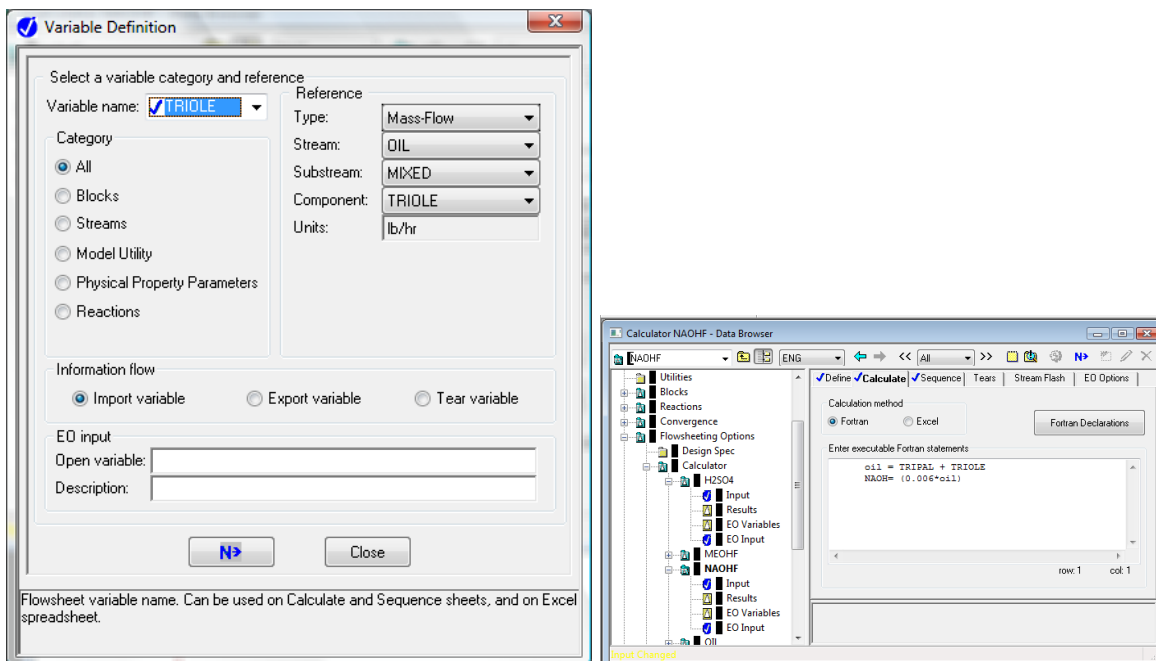 Variable Definition
Select a variable category and reference
Variable name: TRIOLE
Category
All
Blocks
Streams
Model Utility
Physical Property Parameters
Reactions
Reference
Type: Mass-Flow
Stream: OIL
Substream: MIXED
Component: TRIOLE
Units: lb/hr
Information flow
Import variable Export variable Tear variable
EO input
Open variable:
Description:
N> Close
Flowsheet variable name. Can be used on Calculate and Sequence sheets, and on Excel
spreadsheet.
Calculator NAOHF - Data Browser
NAOHF ENG << All >> N>
Utilities
Blocks
Reactions
Convergence
Flowsheeting Options
Design Spec
Calculator
H2SO4
Input
Results
EO Variables
EO Input
MEOHF
NAOHF
Input
Results
EO Variables
EO Input
OIL
Define Calculate Sequence Tears Stream Flash EO Options
Calculation method
Fortran Excel
Fortran Declarations
Enter executable Fortran statements
oil = TRIPAL + TRIOLE
NAOH= (0.006*oil)
row: 1 col: 1
Input Changed